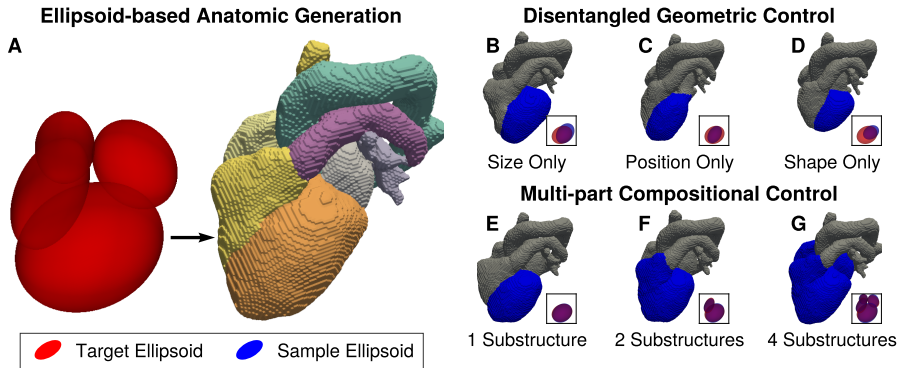 Ellipsoid-based Anatomic Generation
A
Target Ellipsoid
Sample Ellipsoid
Disentangled Geometric Control
B
C
D
Size Only
Position Only
Shape Only
Multi-part Compositional Control
E
F
G
1 Substructure
2 Substructures
4 Substructures